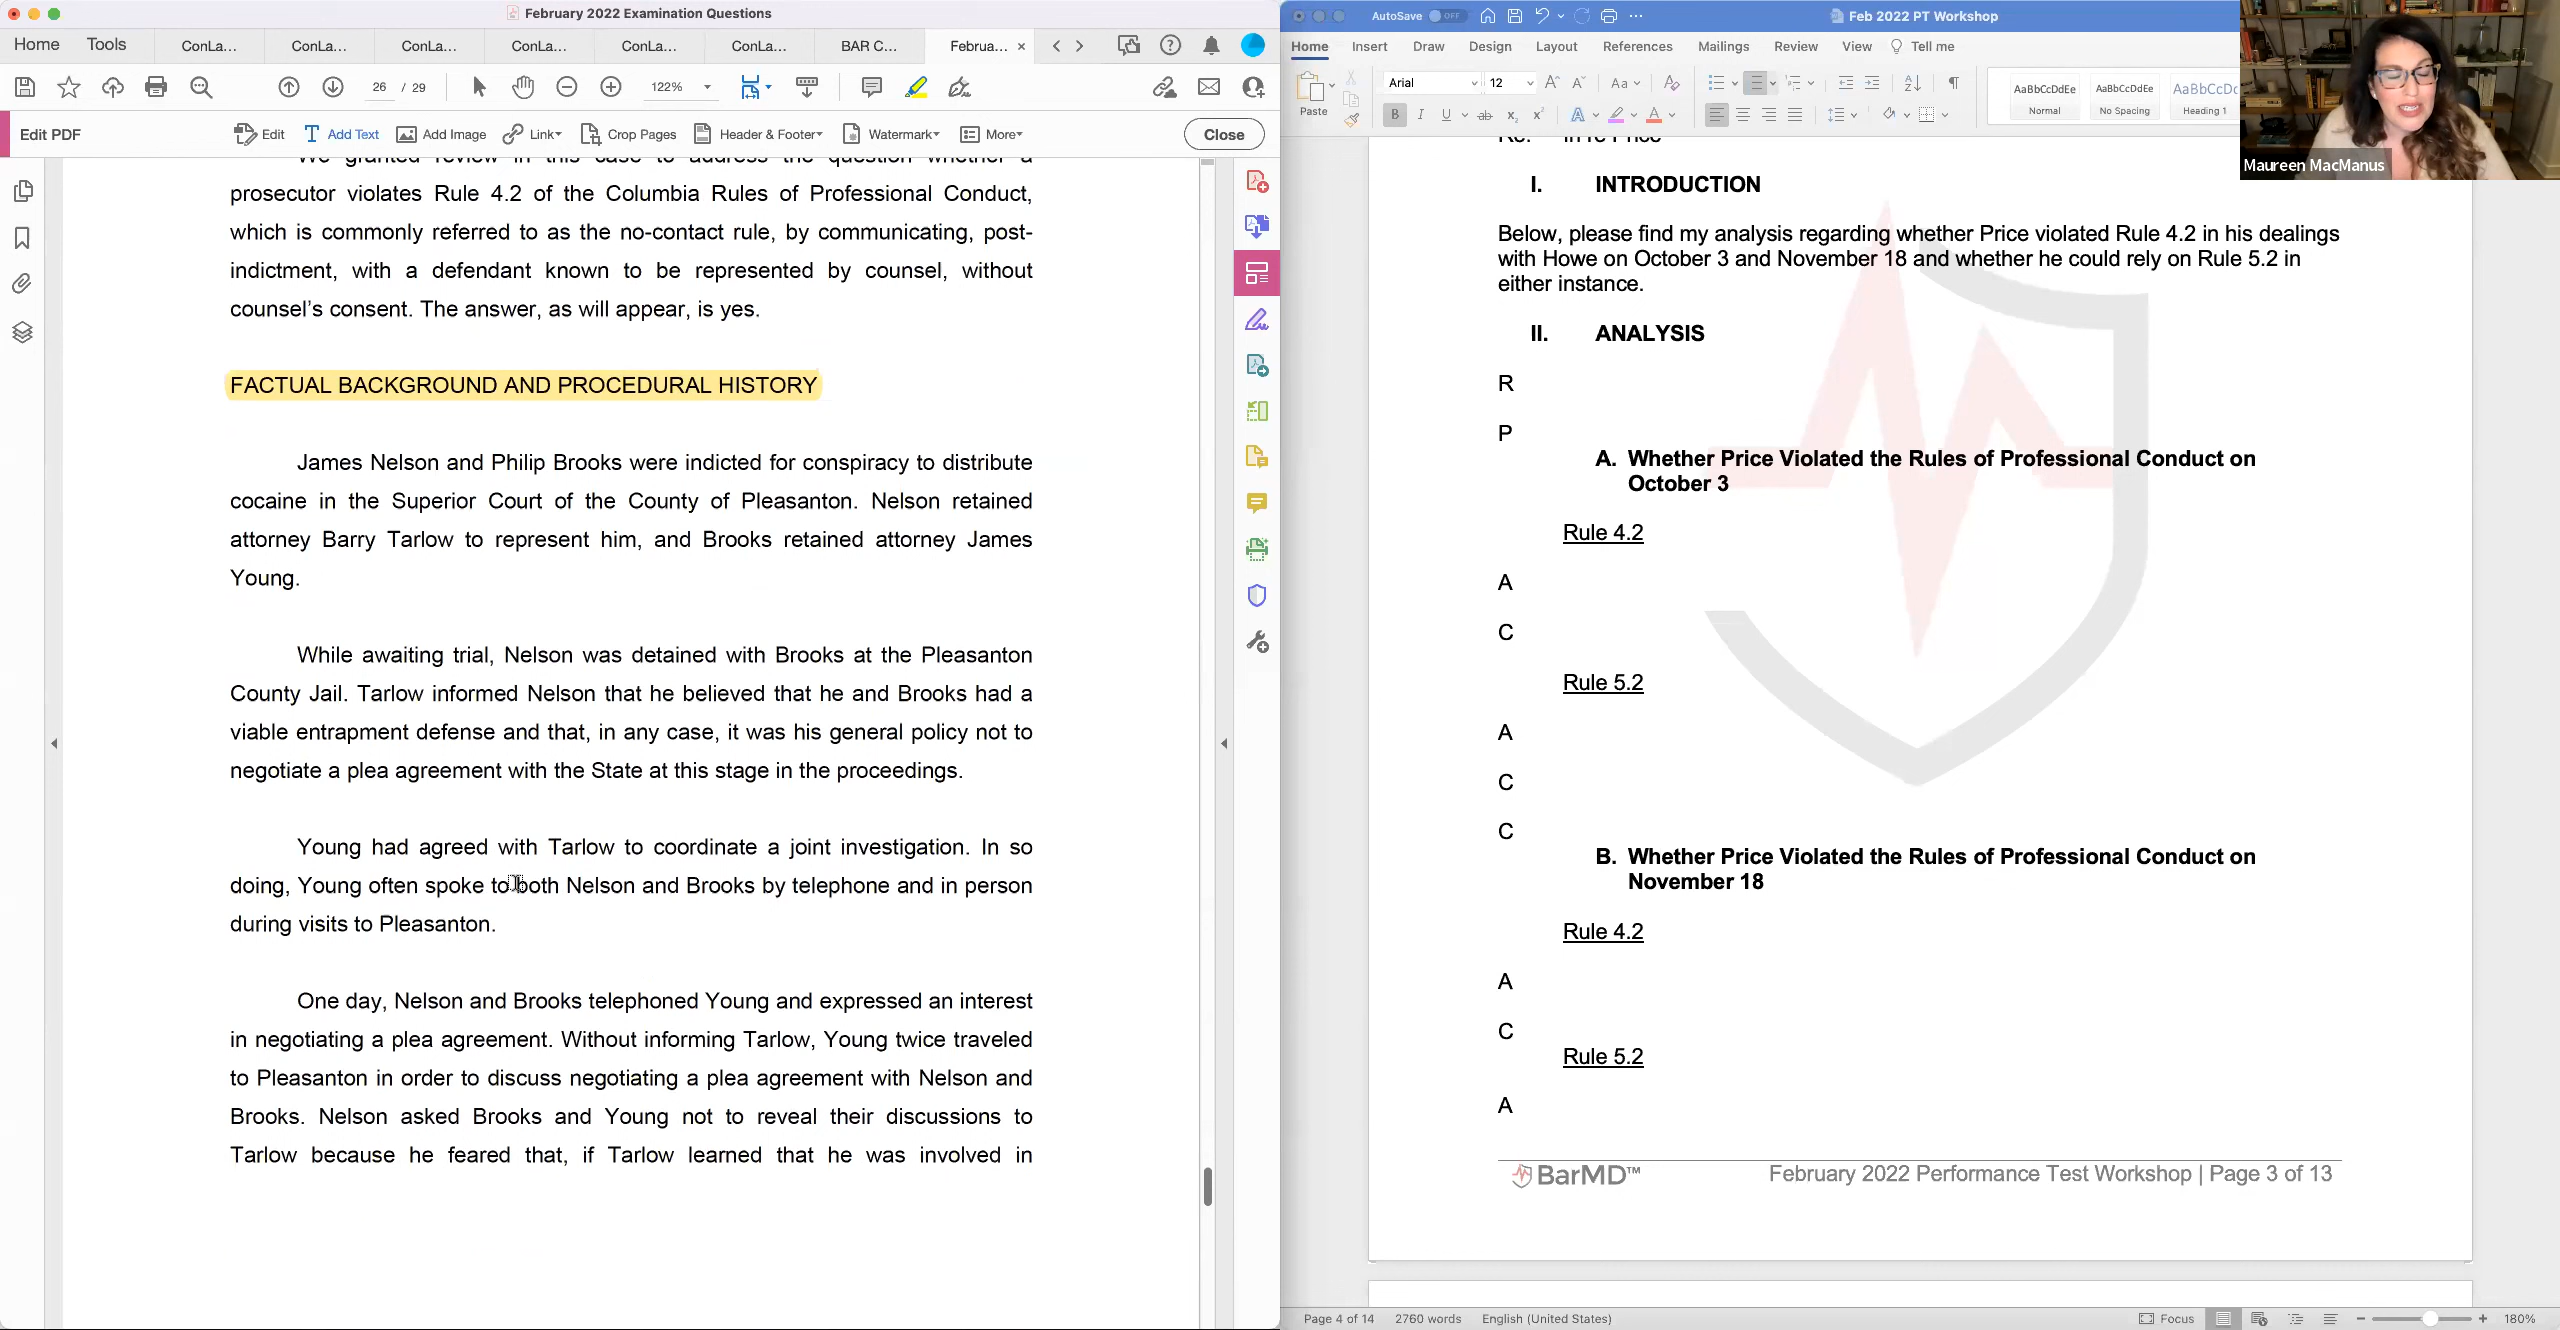 February 2022 Examination Questions
Home Tools ConLa... ConLa... ConLa... ConLa... ConLa... ConLa... BAR C... Februa... ×
26 / 29 122%
Edit PDF Edit Add Text Add Image Link Crop Pages Header & Footer Watermark More Close
We granted review in this case to address the question whether a
prosecutor violates Rule 4.2 of the Columbia Rules of Professional Conduct,
which is commonly referred to as the no-contact rule, by communicating, post-
indictment, with a defendant known to be represented by counsel, without
counsel's consent. The answer, as will appear, is yes.
FACTUAL BACKGROUND AND PROCEDURAL HISTORY
James Nelson and Philip Brooks were indicted for conspiracy to distribute
cocaine in the Superior Court of the County of Pleasanton. Nelson retained
attorney Barry Tarlow to represent him, and Brooks retained attorney James
Young.
While awaiting trial, Nelson was detained with Brooks at the Pleasanton
County Jail. Tarlow informed Nelson that he believed that he and Brooks had a
viable entrapment defense and that, in any case, it was his general policy not to
negotiate a plea agreement with the State at this stage in the proceedings.
Young had agreed with Tarlow to coordinate a joint investigation. In so
doing, Young often spoke to both Nelson and Brooks by telephone and in person
during visits to Pleasanton.
One day, Nelson and Brooks telephoned Young and expressed an interest
in negotiating a plea agreement. Without informing Tarlow, Young twice traveled
to Pleasanton in order to discuss negotiating a plea agreement with Nelson and
Brooks. Nelson asked Brooks and Young not to reveal their discussions to
Tarlow because he feared that, if Tarlow learned that he was involved in
AutoSave OFF Feb 2022 PT Workshop
Home Insert Draw Design Layout References Mailings Review View Tell me
Paste Arial 12 Aa
AaBbCcDdEe AaBbCcDdEe AaBbCcDc
Normal No Spacing Heading 1
Maureen MacManus
Re: In re Price
I. INTRODUCTION
Below, please find my analysis regarding whether Price violated Rule 4.2 in his dealings
with Howe on October 3 and November 18 and whether he could rely on Rule 5.2 in
either instance.
II. ANALYSIS
R
P
A. Whether Price Violated the Rules of Professional Conduct on
October 3
Rule 4.2
A
C
Rule 5.2
A
C
C
B. Whether Price Violated the Rules of Professional Conduct on
November 18
Rule 4.2
A
C
Rule 5.2
A
BarMD™ February 2022 Performance Test Workshop | Page 3 of 13
Page 4 of 14 2760 words English (United States) Focus 180%